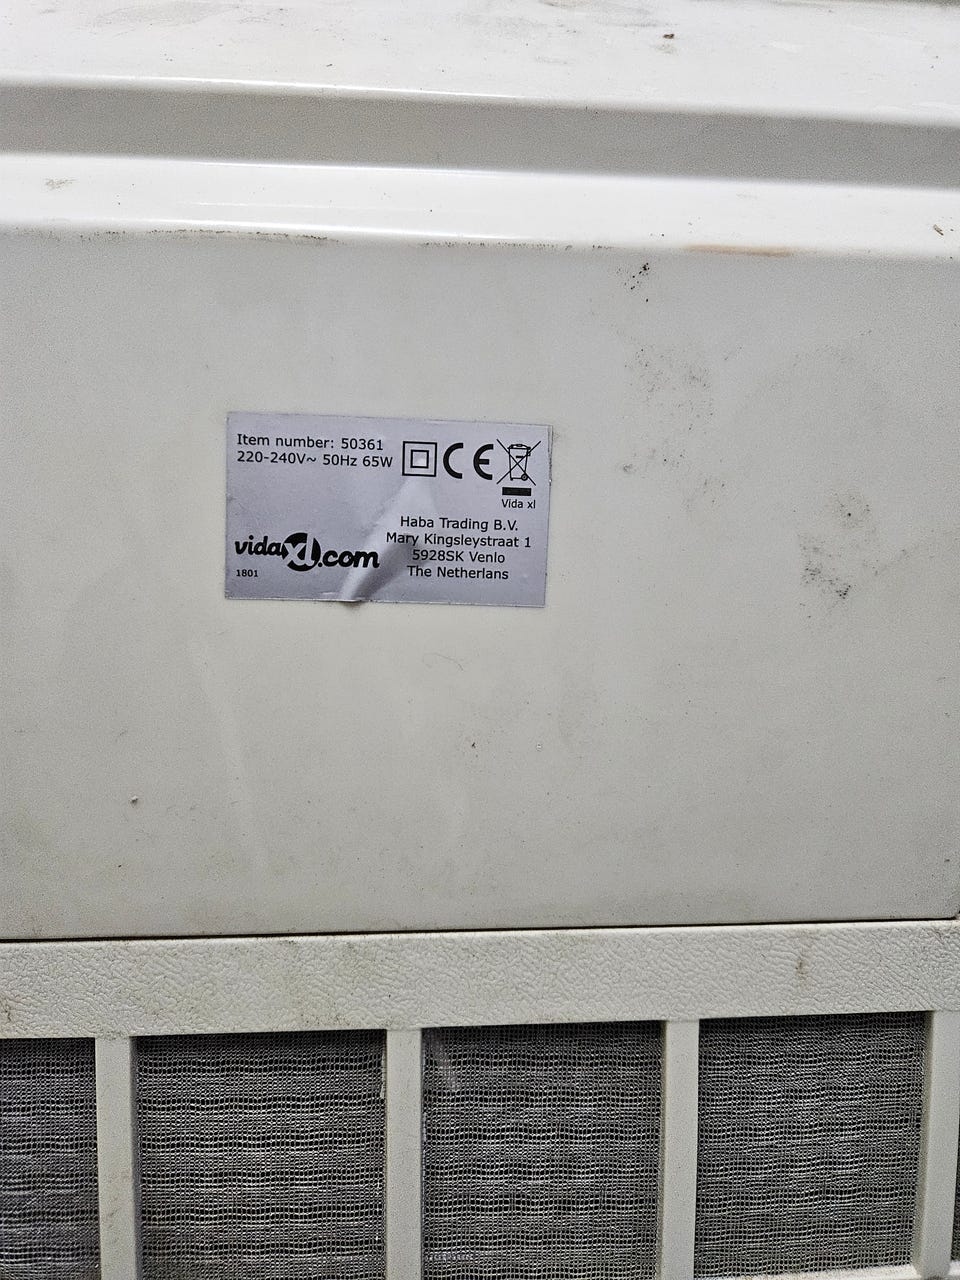 Item number: 50361
220-240V~ 50Hz 65W
CE
Vida xl
Haba Trading B.V.
Mary Kingsleystraat 1
5928SK Venlo
The Netherlans
vidaXL.com
1801